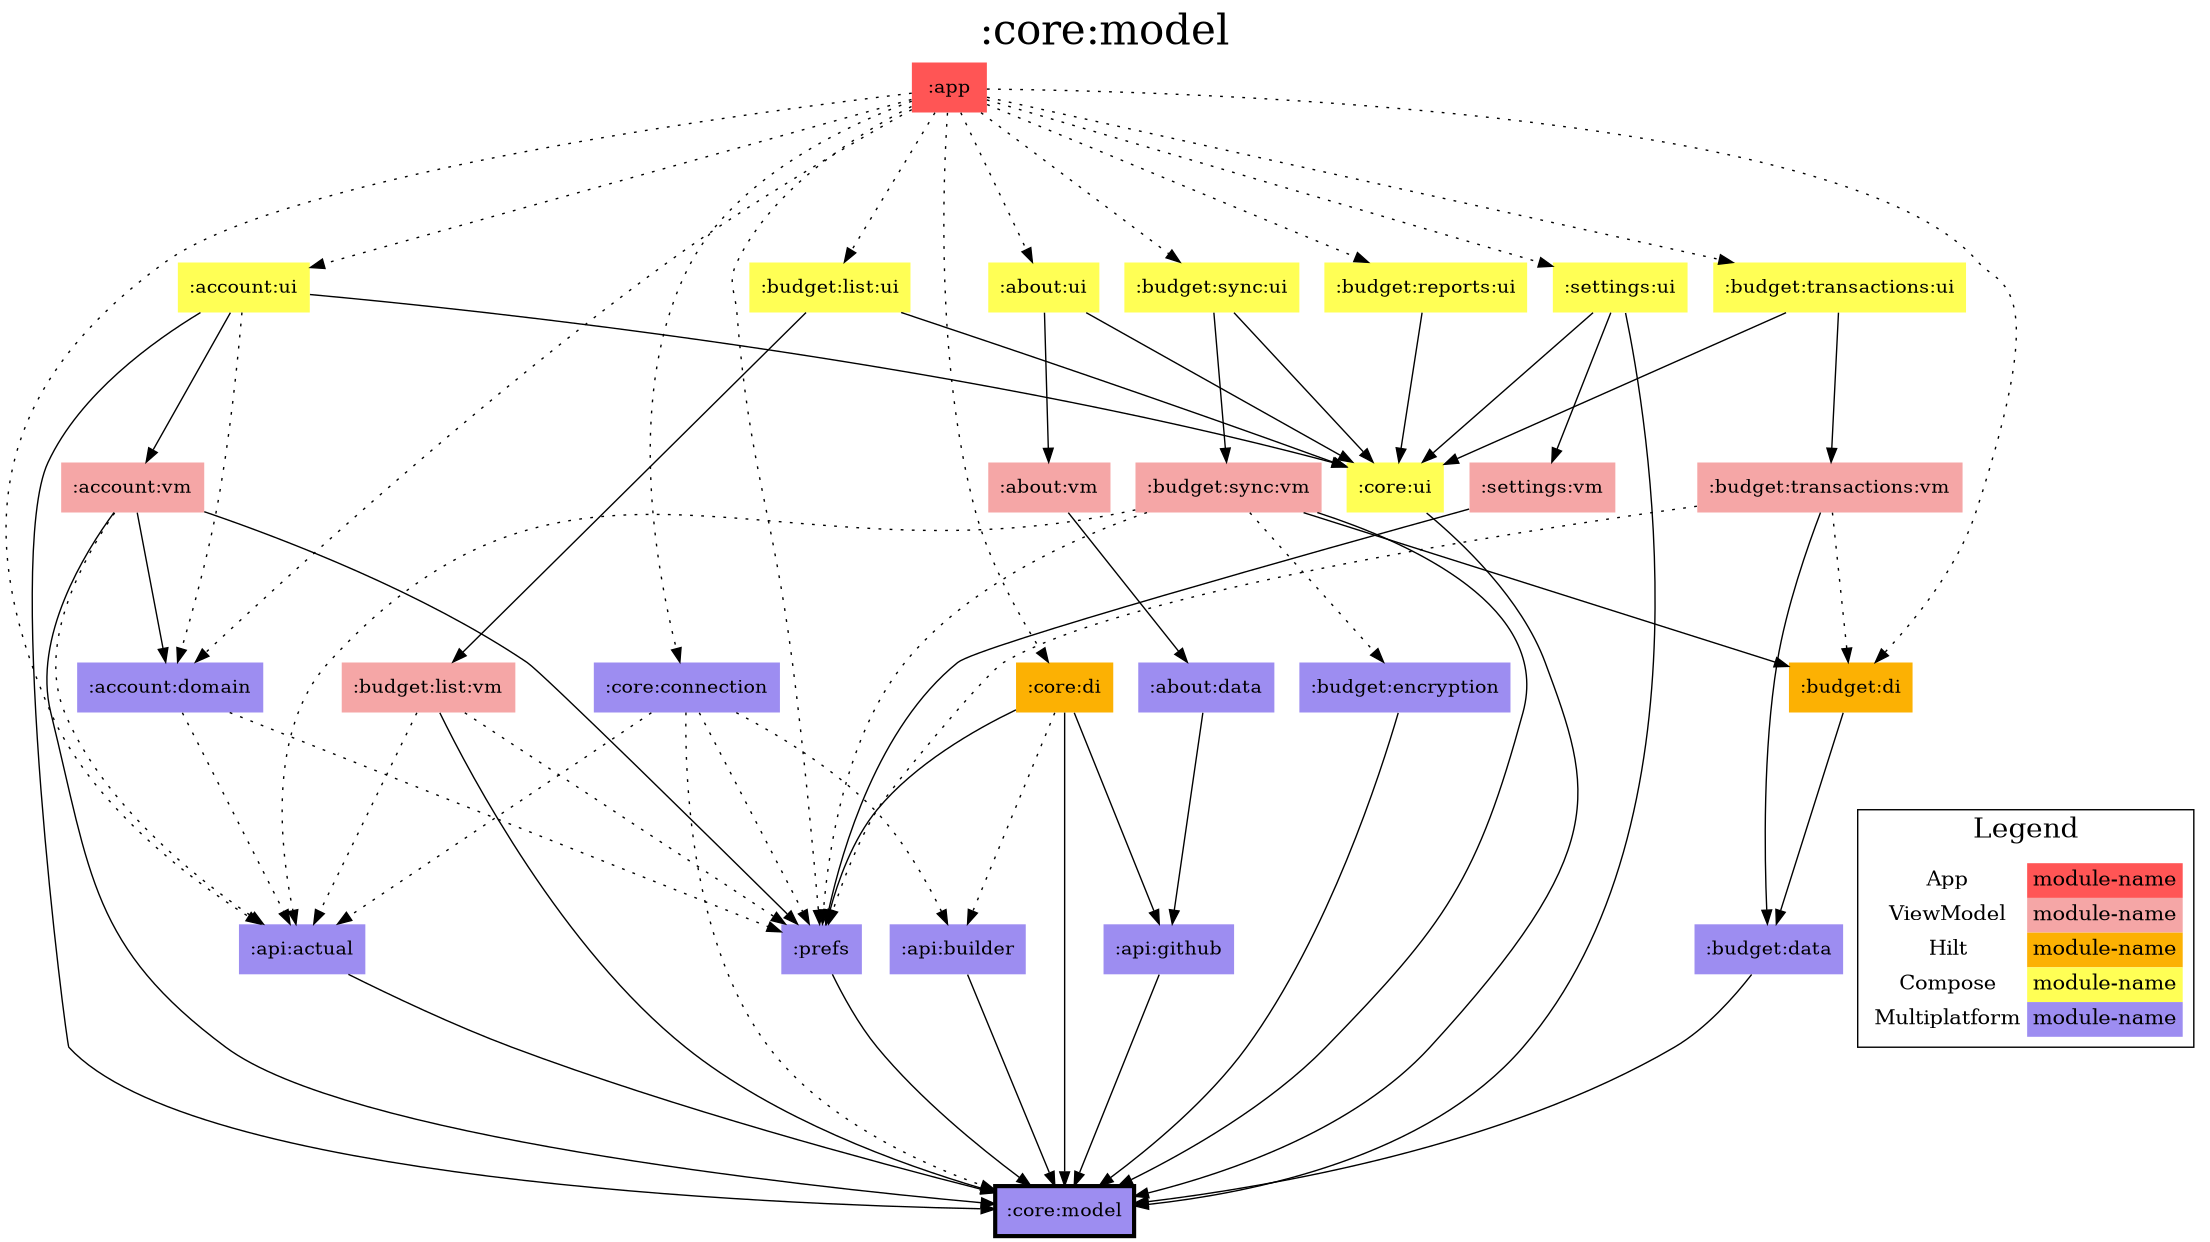 :core:model
:app
:account:ui
:budget:list:ui
:about:ui
:budget:sync:ui
:budget:reports:ui
:settings:ui
:budget:transactions:ui
:account:vm
:about:vm
:budget:sync:vm
:core:ui
:settings:vm
:budget:transactions:vm
:account:domain
:budget:list:vm
:core:connection
:core:di
:about:data
:budget:encryption
:budget:di
:api:actual
:prefs
:api:builder
:api:github
:budget:data
Legend
App module-name
ViewModel module-name
Hilt module-name
Compose module-name
Multiplatform module-name
:core:model